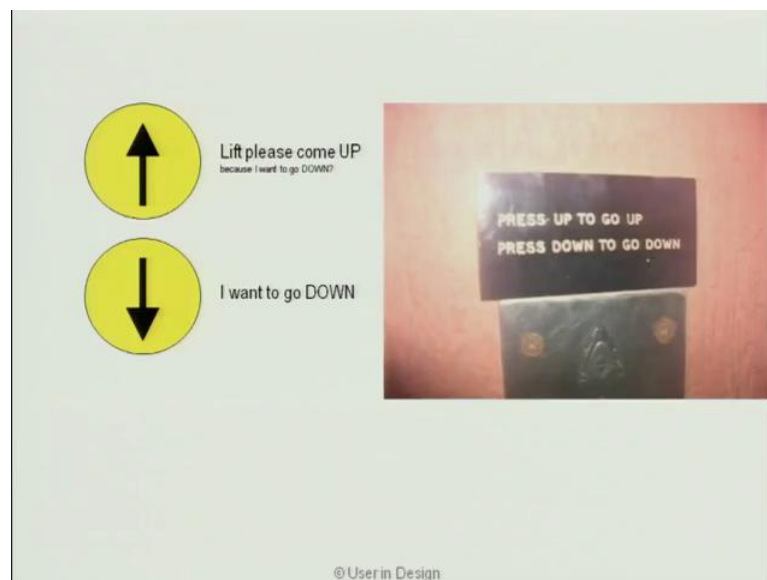 Lift please come UP
because I want to go DOWN?
I want to go DOWN
PRESS UP TO GO UP
PRESS DOWN TO GO DOWN
© User in Design